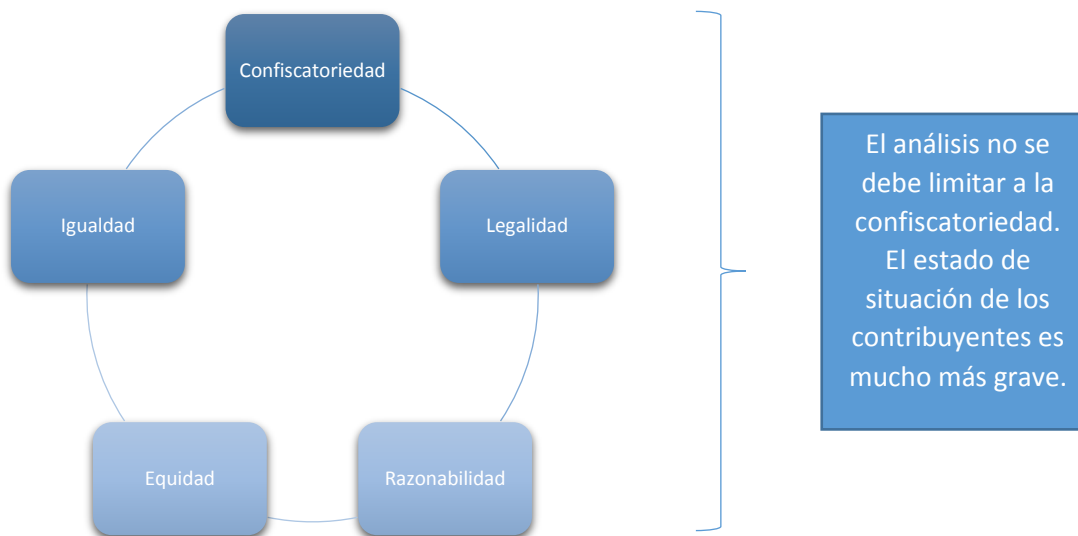 Confiscatoriedad
Igualdad
Legalidad
Equidad
Razonabilidad
El análisis no se
debe limitar a la
confiscatoriedad.
El estado de
situación de los
contribuyentes es
mucho más grave.